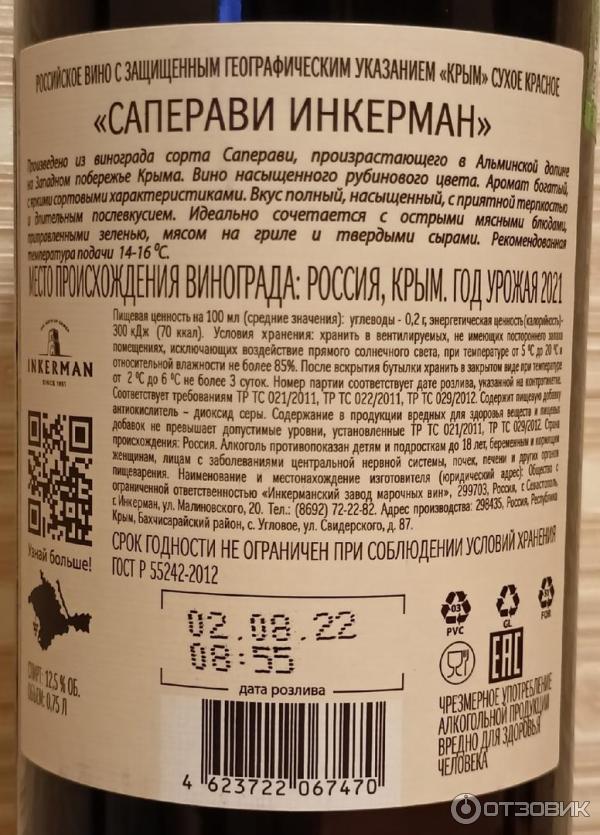 РОССИЙСКОЕ ВИНО С ЗАЩИЩЕННЫМ ГЕОГРАФИЧЕСКИМ УКАЗАНИЕМ «КРЫМ» СУХОЕ КРАСНОЕ
«САПЕРАВИ ИНКЕРМАН»
Произведено из винограда сорта Саперави, произрастающего в Альминской долине
на Западном побережье Крыма. Вино насыщенного рубинового цвета. Аромат богатый,
с яркими сортовыми характеристиками. Вкус полный, насыщенный, с приятной терпкостью
и длительным послевкусием. Идеально сочетается с острыми мясными блюдами,
приправленными зеленью, мясом на гриле и твердыми сырами. Рекомендованная
температура подачи 14-16 °С.
МЕСТО ПРОИСХОЖДЕНИЯ ВИНОГРАДА: РОССИЯ, КРЫМ. ГОД УРОЖАЯ 2021
Пищевая ценность на 100 мл (средние значения): углеводы - 0,2 г, энергетическая ценность (калорийность)-
300 кДж (70 ккал). Условия хранения: хранить в вентилируемых, не имеющих постороннего запаха
помещениях, исключающих воздействие прямого солнечного света, при температуре от 5 °С до 20 °С и
относительной влажности не более 85%. После вскрытия бутылки хранить в закрытом виде при температуре
от 2 °С до 6 °С не более 3 суток. Номер партии соответствует дате розлива, указанной на контрэтикетке.
Соответствует требованиям ТР ТС 021/2011, ТР ТС 022/2011, ТР ТС 029/2012. Содержит пищевую добавку
антиокислитель – диоксид серы. Содержание в продукции вредных для здоровья веществ и пищевых
добавок не превышает допустимые уровни, установленные ТР ТС 021/2011, ТР ТС 029/2012. Страна
происхождения: Россия. Алкоголь противопоказан детям и подросткам до 18 лет, беременным и кормящим
женщинам, лицам с заболеваниями центральной нервной системы, почек, печени и других органов
пищеварения. Наименование и местонахождение изготовителя (юридический адрес): Общество с
ограниченной ответственностью «Инкерманский завод марочных вин», 299703, Россия, г. Севастополь,
г. Инкерман, ул. Малиновского, 20. Тел.: (8692) 72-22-82. Адрес производства: 298435, Россия, Республика
Крым, Бахчисарайский район, с. Угловое, ул. Свидерского, д. 87.
INKERMAN
SINCE 1961
Узнай больше!
СРОК ГОДНОСТИ НЕ ОГРАНИЧЕН ПРИ СОБЛЮДЕНИИ УСЛОВИЙ ХРАНЕНИЯ
ГОСТ Р 55242-2012
02.08.22
08:55
дата розлива
03
PVC
GL
51
FOR
EAC
СПИРТ: 12,5 % ОБ.
ОБЪЕМ: 0,75 Л
ЧРЕЗМЕРНОЕ УПОТРЕБЛЕНИЕ
АЛКОГОЛЬНОЙ ПРОДУКЦИИ
ВРЕДНО ДЛЯ ЗДОРОВЬЯ
ЧЕЛОВЕКА
4 623722 067470
ОТЗОВИК